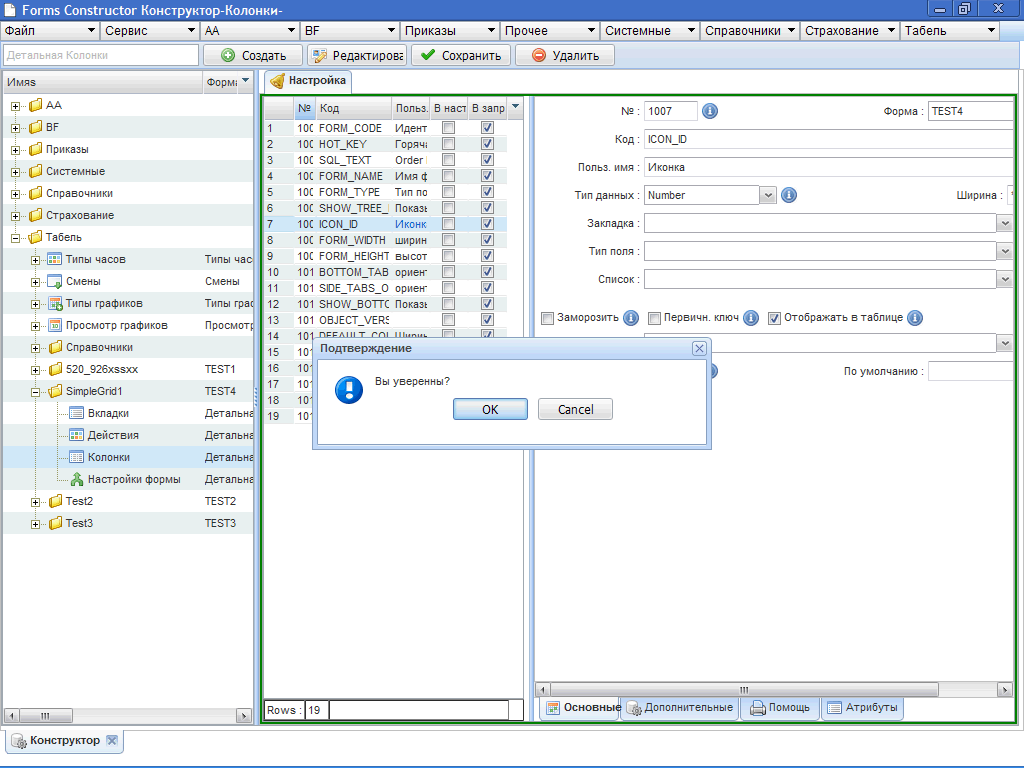 Forms Constructor Конструктор-Колонки-
Файл Сервис AA BF Приказы Прочее Системные Справочники Страхование Табель
Детальная Колонки Создать Редактирова Сохранить Удалить
Имяя Форма
AA
BF
Приказы
Системные
Справочники
Страхование
Табель
Типы часов Типы час
Смены Смены
Типы графиков Типы граф
Просмотр графиков Просмотр
Справочники
520_926xssxx TEST1
SimpleGrid1 TEST4
Вкладки Детальна
Действия Детальна
Колонки Детальна
Настройки формы Детальна
Test2 TEST2
Test3 TEST3
Настройка
№ Код Польз. В наст В запр
1 100 FORM_CODE Идент
2 100 HOT_KEY Горяча
3 100 SQL_TEXT Order
4 100 FORM_NAME Имя ф
5 100 FORM_TYPE Тип по
6 100 SHOW_TREE_ Показы
7 100 ICON_ID Иконк
8 100 FORM_WIDTH ширин
9 100 FORM_HEIGHT высот
10 101 BOTTOM_TAB ориент
11 101 SIDE_TABS_O ориент
12 101 SHOW_BOTTC Показы
13 101 OBJECT_VERS
14 101 DEFAULT_COL Ширин
15 101
16 101
17 101
18 101
19 101
Rows : 19
№ : 1007 Форма : TEST4
Код : ICON_ID
Польз. имя : Иконка
Тип данных : Number Ширина :
Закладка :
Тип поля :
Список :
Заморозить Первичн. ключ Отображать в таблице
По умолчанию :
Подтверждение
Вы уверенны?
OK Cancel
Основные Дополнительные Помощь Атрибуты
Конструктор